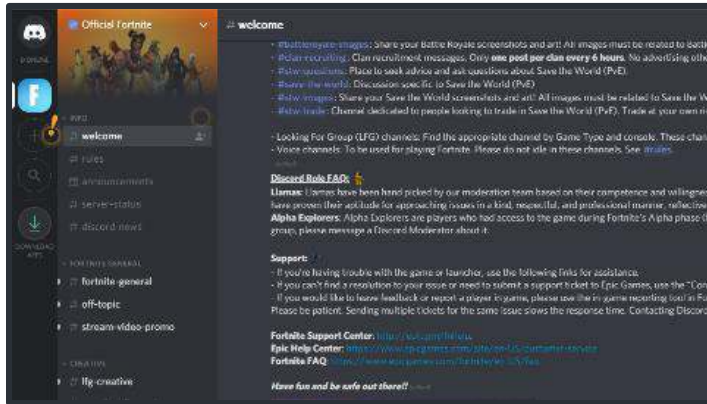 Official Fortnite
# welcome
0 ONLINE
- #battleroyale-images: Share your Battle Royale screenshots and art! All images must be related to Battl
- #clan-recruiting: Clan recruitment messages. Only one post per clan every 6 hours. No advertising othe
- #stw-questions: Place to seek advice and ask questions about Save the World (PvE).
- #save-the-world: Discussion specific to Save the World (PvE)
- #stw-images: Share your Save the World screenshots and art! All images must be related to Save the W
- #stw-trade: Channel dedicated to people looking to trade in Save the World (PvE). Trade at your own ri
INFO
# welcome
# rules
announcements
# server-status
# discord-news
- Looking For Group (LFG) channels: Find the appropriate channel by Game Type and console. These chan
- Voice channels: To be used for playing Fortnite. Please do not idle in these channels. See #rules.
Discord Role FAQ:
Llamas: Llamas have been hand picked by our moderation team based on their competence and willingnes
have proven their aptitude for approaching issues in a kind, respectful, and professional manner, reflective
Alpha Explorers: Alpha Explorers are players who had access to the game during Fortnite's Alpha phase (
group, please message a Discord Moderator about it.
DOWNLOAD
APPS
FORTNITE GENERAL
# fortnite-general
# off-topic
# stream-video-promo
Support:
- If you're having trouble with the game or launcher, use the following links for assistance.
- If you can't find a resolution to your issue or need to submit a support ticket to Epic Games, use the "Con
- If you would like to leave feedback or report a player in game, please use the in game reporting tool in Fo
Please be patient. Sending multiple tickets for the same issue slows the response time. Contacting Discord
Fortnite Support Center:
Epic Help Center:
Fortnite FAQ:
CREATIVE
# lfg-creative
Have fun and be safe out there!!